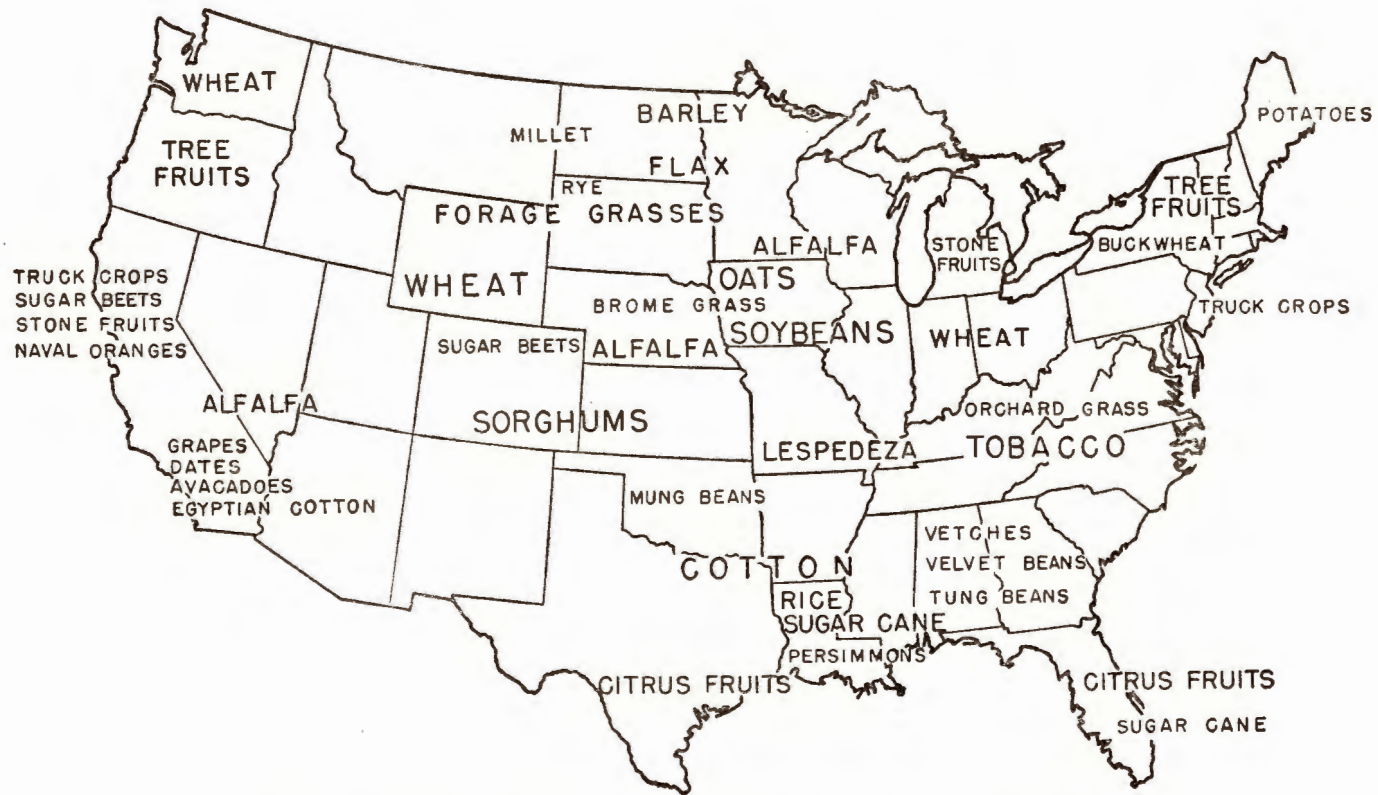 WHEAT
BARLEY
POTATOES
MILLET
TREE
FRUITS
FLAX
TREE
FRUITS
RYE
FORAGE GRASSES
ALFALFA
STONE
FRUITS
BUCKWHEAT
TRUCK CROPS
SUGAR BEETS
STONE FRUITS
NAVAL ORANGES
WHEAT
OATS
BROME GRASS
TRUCK CROPS
SOYBEANS
WHEAT
SUGAR BEETS
ALFALFA
ALFALFA
SORGHUMS
ORCHARD GRASS
GRAPES
DATES
AVACADOES
EGYPTIAN COTTON
LESPEDEZA
TOBACCO
MUNG BEANS
VETCHES
VELVET BEANS
TUNG BEANS
COTTON
RICE
SUGAR CANE
PERSIMMONS
CITRUS FRUITS
CITRUS FRUITS
SUGAR CANE